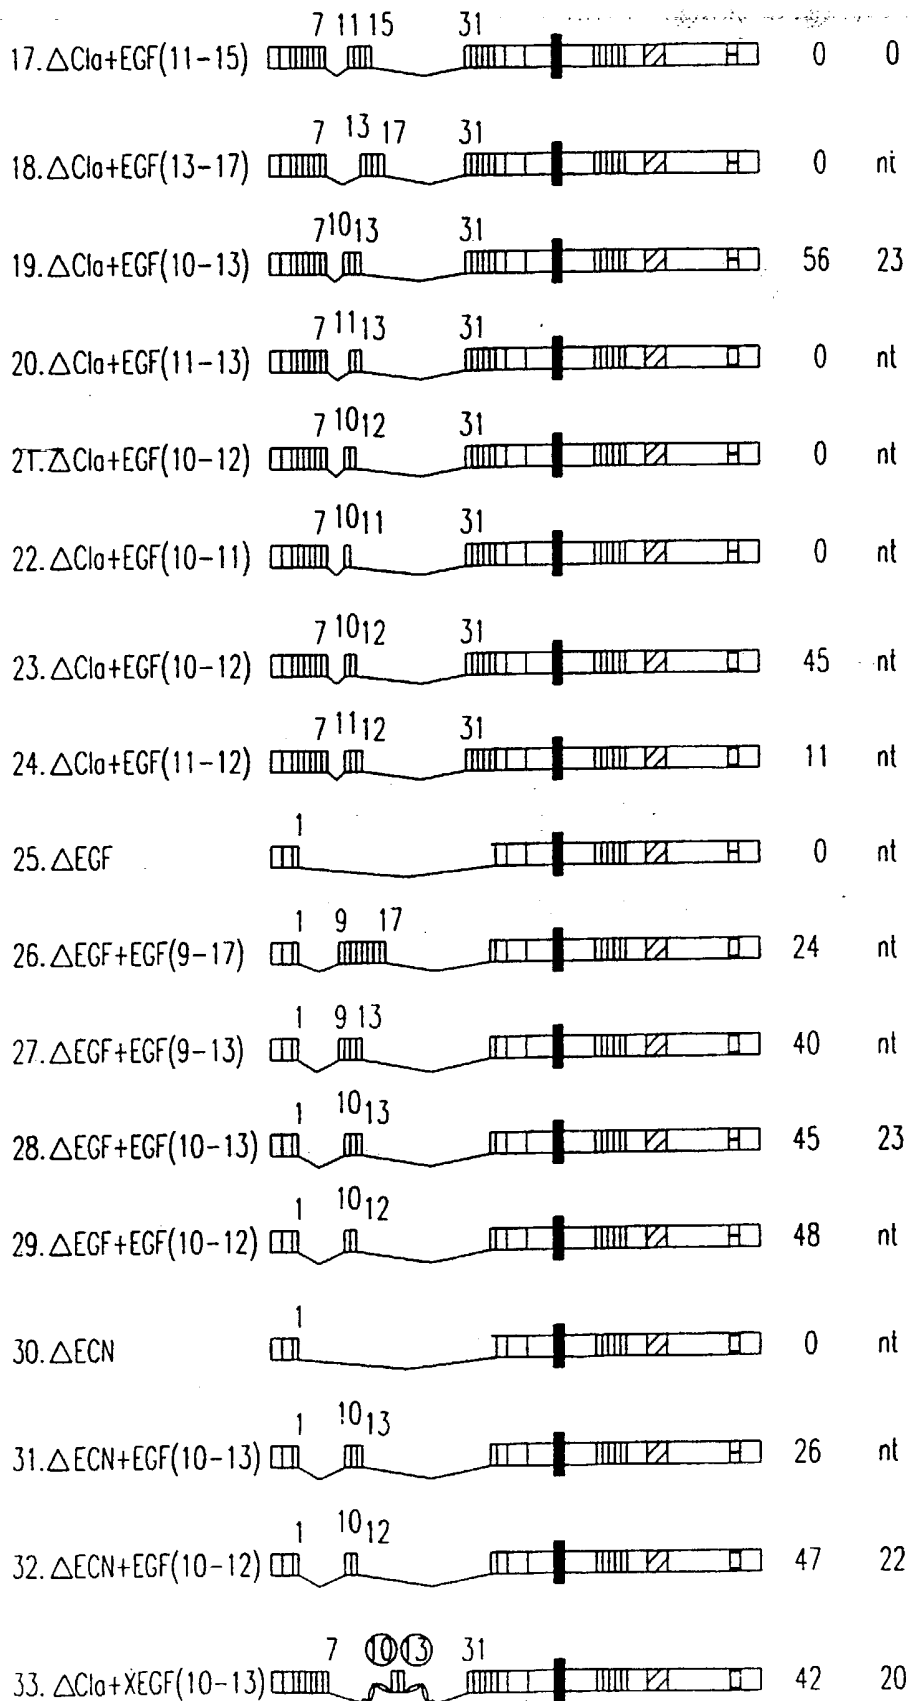 7 11 15 31
17. ΔCla+EGF(11-15) 0 0
7 13 17 31
18. ΔCla+EGF(13-17) 0 nt
7 10 13 31
19. ΔCla+EGF(10-13) 56 23
7 11 13 31
20. ΔCla+EGF(11-13) 0 nt
7 10 12 31
21. ΔCla+EGF(10-12) 0 nt
7 10 11 31
22. ΔCla+EGF(10-11) 0 nt
7 10 12 31
23. ΔCla+EGF(10-12) 45 nt
7 11 12 31
24. ΔCla+EGF(11-12) 11 nt
1
25. ΔEGF 0 nt
1 9 17
26. ΔEGF+EGF(9-17) 24 nt
1 9 13
27. ΔEGF+EGF(9-13) 40 nt
1 10 13
28. ΔEGF+EGF(10-13) 45 23
1 10 12
29. ΔEGF+EGF(10-12) 48 nt
1
30. ΔECN 0 nt
1 10 13
31. ΔECN+EGF(10-13) 26 nt
1 10 12
32. ΔECN+EGF(10-12) 47 22
7 10 13 31
33. ΔCla+XEGF(10-13) 42 20